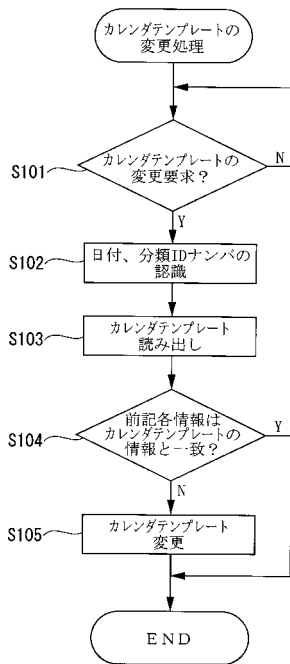 カレンダテンプレートの
変更処理
S101
カレンダテンプレートの
変更要求？
N
Y
S102
日付、分類IDナンバの
認識
S103
カレンダテンプレート
読み出し
S104
前記各情報は
カレンダテンプレートの
情報と一致？
Y
N
S105
カレンダテンプレート
変更
END